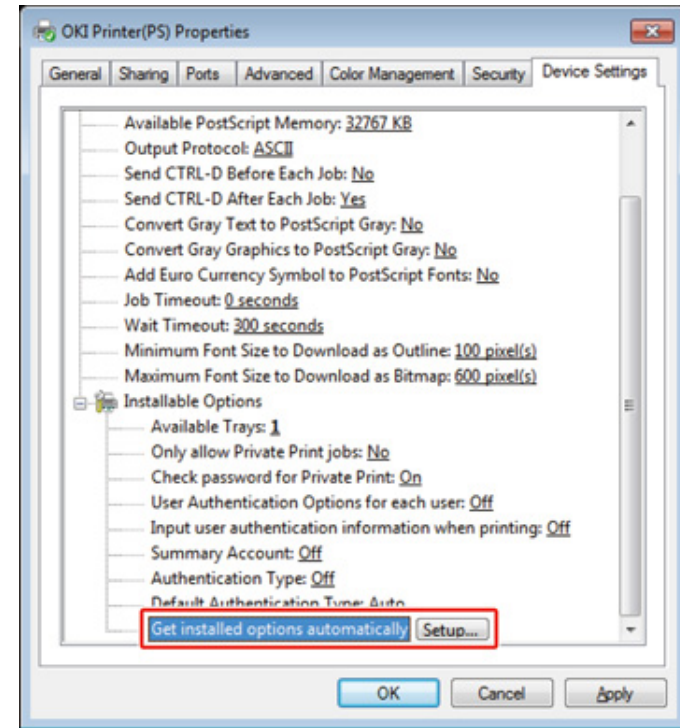 OKI Printer(PS) Properties
General Sharing Ports Advanced Color Management Security Device Settings
Available PostScript Memory: 32767 KB
Output Protocol: ASCII
Send CTRL-D Before Each Job: No
Send CTRL-D After Each Job: Yes
Convert Gray Text to PostScript Gray: No
Convert Gray Graphics to PostScript Gray: No
Add Euro Currency Symbol to PostScript Fonts: No
Job Timeout: 0 seconds
Wait Timeout: 300 seconds
Minimum Font Size to Download as Outline: 100 pixel(s)
Maximum Font Size to Download as Bitmap: 600 pixel(s)
Installable Options
Available Trays: 1
Only allow Private Print jobs: No
Check password for Private Print: On
User Authentication Options for each user: Off
Input user authentication information when printing: Off
Summary Account: Off
Authentication Type: Off
Default Authentication Type: Auto
Get installed options automatically Setup...
OK Cancel Apply